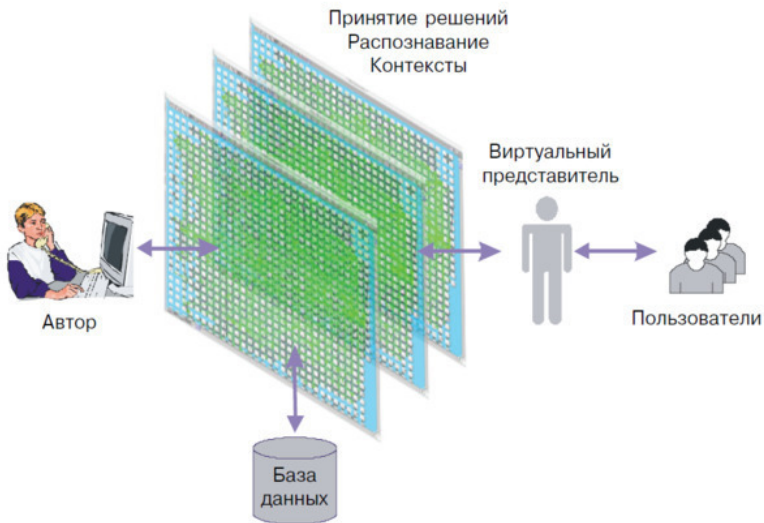 Принятие решений
Распознавание
Контексты
Виртуальный
представитель
Автор
Пользователи
База
данных